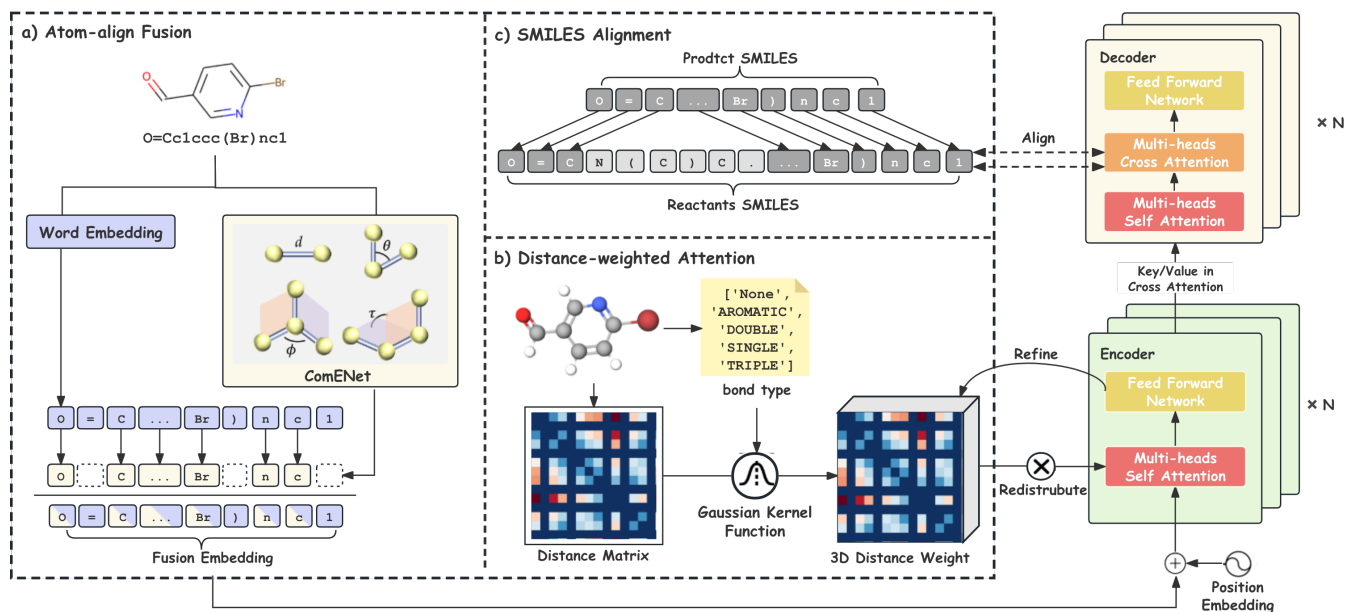 a) Atom-align Fusion
O
Br
N
O=Cc1ccc(Br)nc1
Word Embedding
d
θ
τ
ϕ
ComENet
O = C ... Br ) n c 1
O C ... Br n c
O = C ... Br ) n c 1
Fusion Embedding
c) SMILES Alignment
Prodtct SMILES
O = C ... Br ) n c 1
O = C N ( C ) C . ... Br ) n c 1
Reactants SMILES
Align
b) Distance-weighted Attention
['None',
'AROMATIC',
'DOUBLE',
'SINGLE',
'TRIPLE']
bond type
Distance Matrix
Gaussian Kernel
Function
3D Distance Weight
Refine
Redistrubute
Decoder
Feed Forward
Network
Multi-heads
Cross Attention
Multi-heads
Self Attention
× N
Key/Value in
Cross Attention
Encoder
Feed Forward
Network
Multi-heads
Self Attention
× N
Position
Embedding